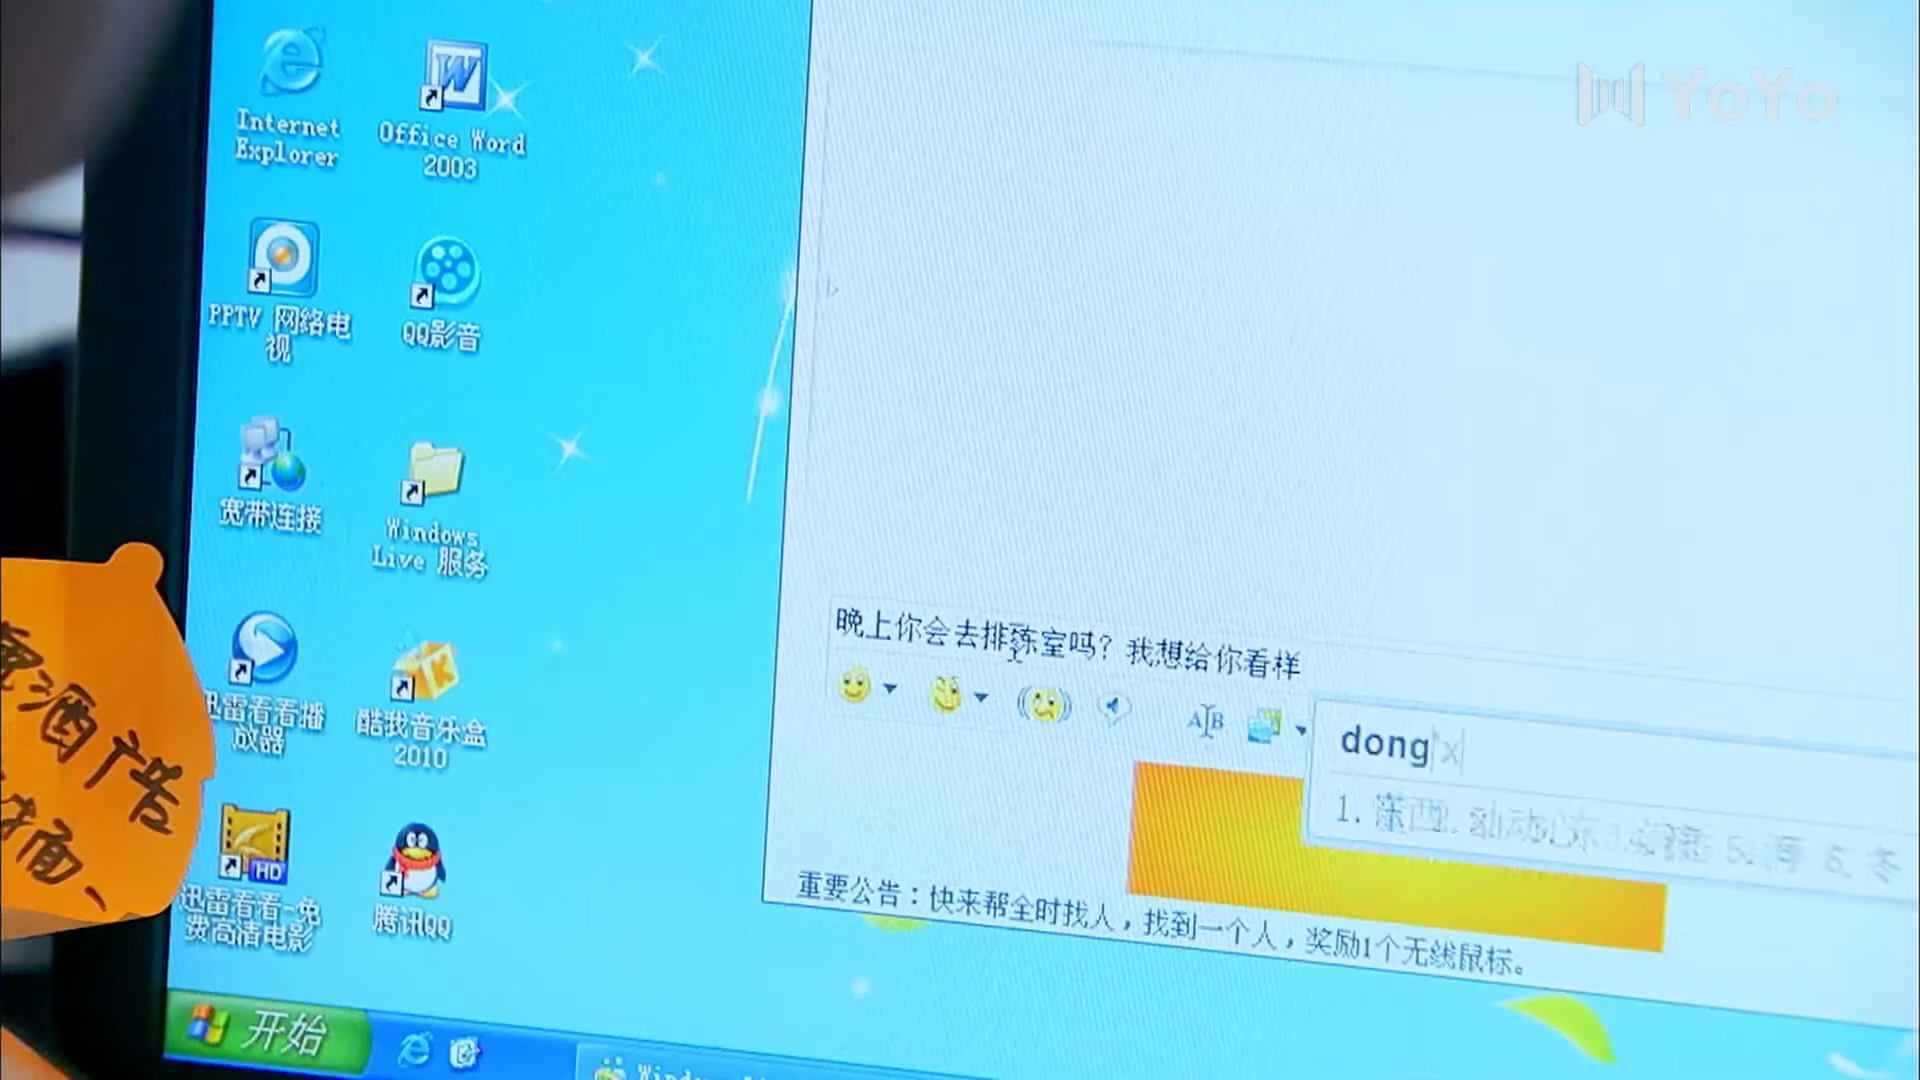 YoYo
Internet
Explorer
Office Word
2003
PPTV 网络电
视
QQ影音
宽带连接
Windows
Live 服务
迅雷看看播
放器
酷我音乐盒
2010
迅雷看看-免
费高清电影
HD
腾讯QQ
晚上你会去排练室吗？我想给你看样
dong'x
1.
重要公告：快来帮全时找人，找到一个人，奖励1个无线鼠标。
酒广告
开始